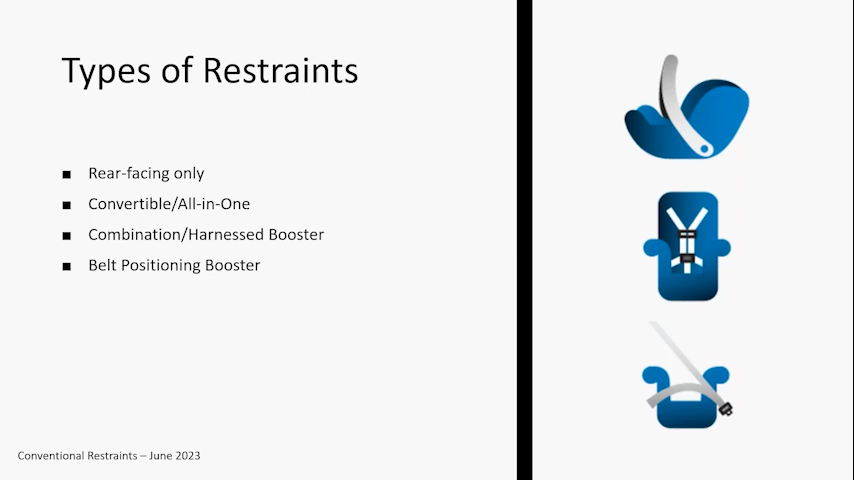 Types of Restraints
▪ Rear-facing only
▪ Convertible/All-in-One
▪ Combination/Harnessed Booster
▪ Belt Positioning Booster
Conventional Restraints – June 2023